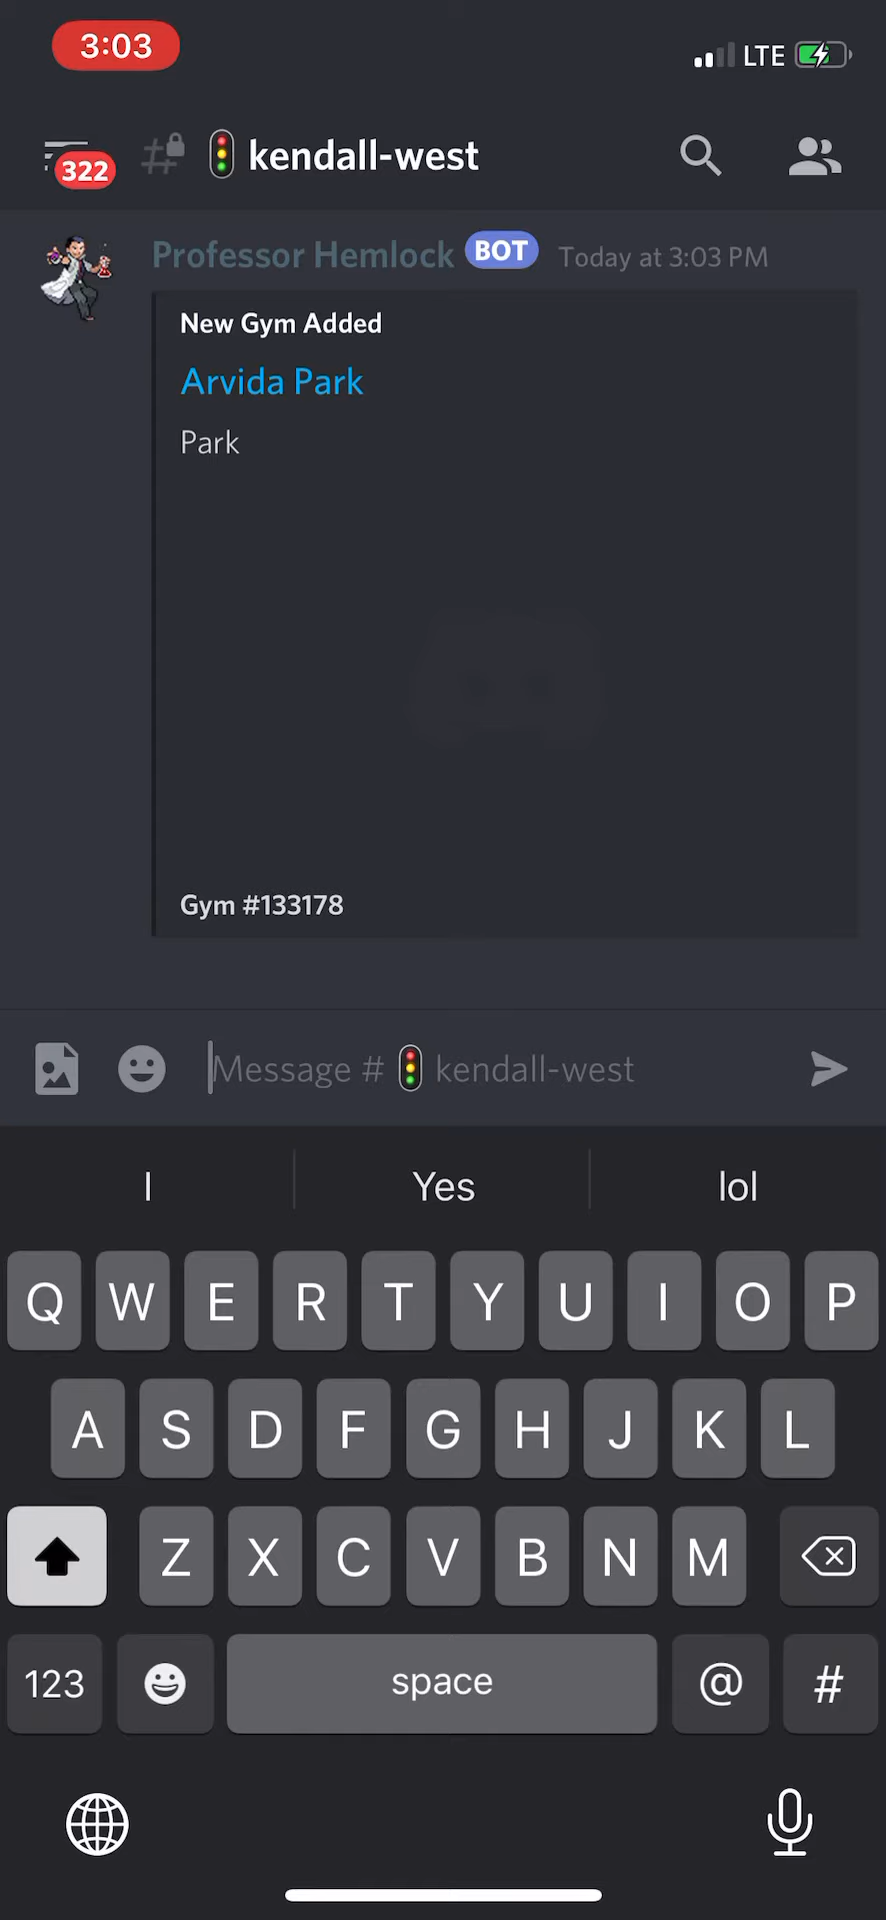 3:03
LTE
322
kendall-west
Professor Hemlock BOT Today at 3:03 PM
New Gym Added
Arvida Park
Park
Gym #133178
Message # 🚦 kendall-west
I Yes lol
Q W E R T Y U I O P
A S D F G H J K L
Z X C V B N M
123 space @ #